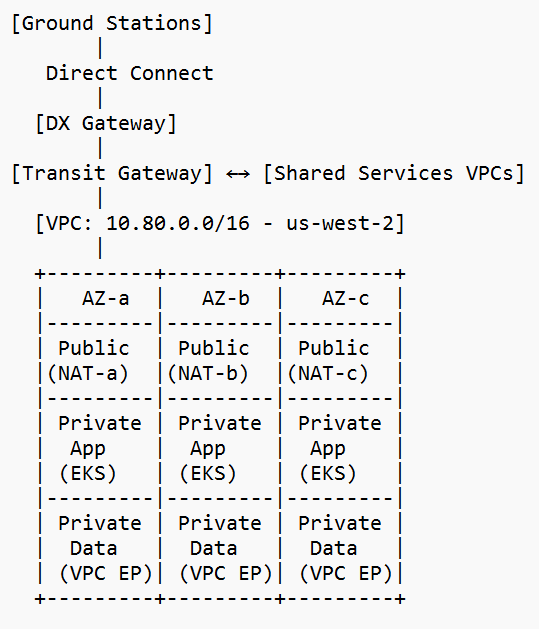 [Ground Stations]
        |
   Direct Connect
        |
  [DX Gateway]
        |
[Transit Gateway] ↔ [Shared Services VPCs]
        |
  [VPC: 10.80.0.0/16 - us-west-2]
        |
  +---------+---------+---------+
  |   AZ-a  |   AZ-b  |   AZ-c  |
  |---------|---------|---------|
  | Public  | Public  | Public  |
  |(NAT-a)  |(NAT-b)  |(NAT-c)  |
  |---------|---------|---------|
  | Private | Private | Private |
  |  App    |  App    |  App    |
  | (EKS)   | (EKS)   | (EKS)   |
  |---------|---------|---------|
  | Private | Private | Private |
  |  Data   |  Data   |  Data   |
  | (VPC EP)| (VPC EP)| (VPC EP)|
  +---------+---------+---------+